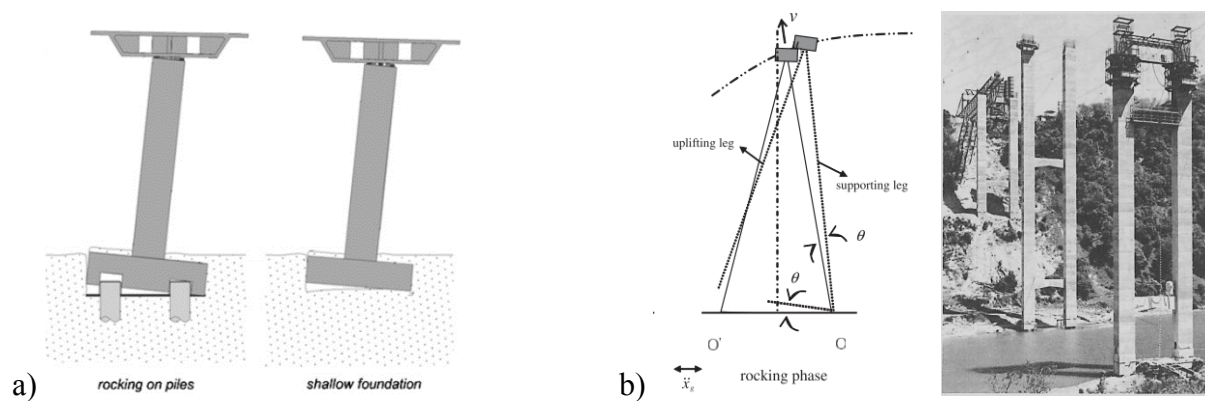 a)
rocking on piles
shallow foundation
b)
v
uplifting leg
supporting leg
θ
θ
O'
C
ẍg
rocking phase